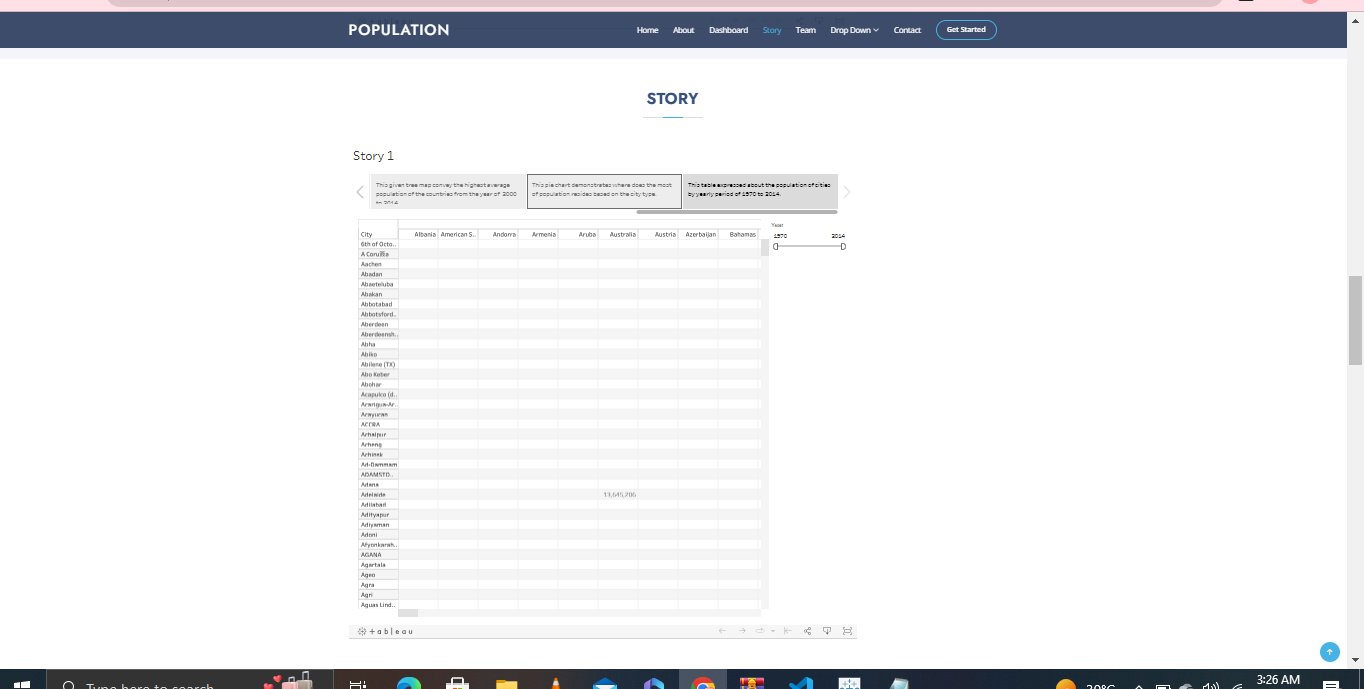 POPULATION
Home About Dashboard Story Team Drop Down Contact Get Started
STORY
Story 1
This given tree map convey the highest average
population of the countries from the year of 2000
to 2014.
This pie chart demonstrates where does the most
of population resides based on the city type.
This table expressed about the population of cities
by yearly period of 1970 to 2014.
Year
1970 2014
City Albania American S.. Andorra Armenia Aruba Australia Austria Azerbaijan Bahamas
6th of Octo..
Aachen
Abadan
Abaeteluba
Abakan
Abbotabad
Abbotsford..
Aberdeen
Aberdeensh..
Abha
Abiko
Abilene (TX)
Abo Keber
Abohar
Acapulco (d..
Acarigua-Ar..
Acayucan
ACCRA
Achalpur
Acheng
Achinsk
Ad-Dammam
ADAMSTO..
Adana
Adelaide 13,645,206
Adilabad
Adityapur
Adiyaman
Adoni
Afyonkarah..
AGANA
Agartala
Ageo
Agra
Agri
Aguas Lind..
+ableau
Type here to search
30°C
3:26 AM